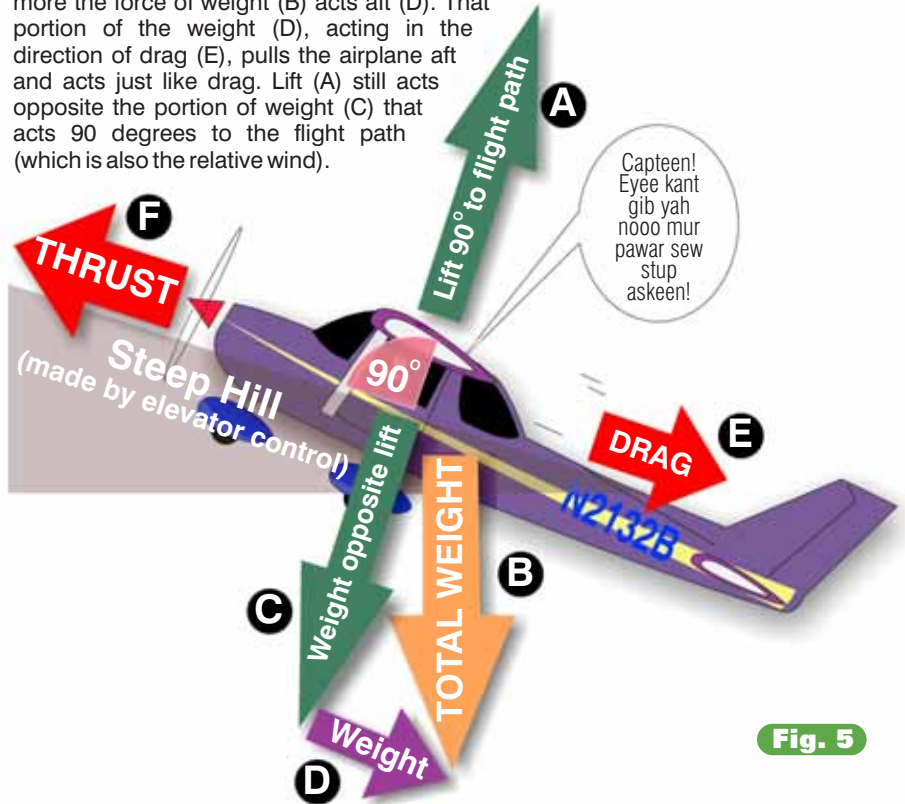 more the force of weight (B) acts aft (D). That
portion of the weight (D), acting in the
direction of drag (E), pulls the airplane aft
and acts just like drag. Lift (A) still acts
opposite the portion of weight (C) that
acts 90 degrees to the flight path
(which is also the relative wind).
A
Lift 90° to flight path
Capteen!
Eyee kant
gib yah
nooo mur
pawar sew
stup
askeen!
F
THRUST
Steep Hill
(made by elevator control)
90°
E
DRAG
N2132B
Weight opposite lift
TOTAL WEIGHT
B
C
Weight
D
Fig. 5